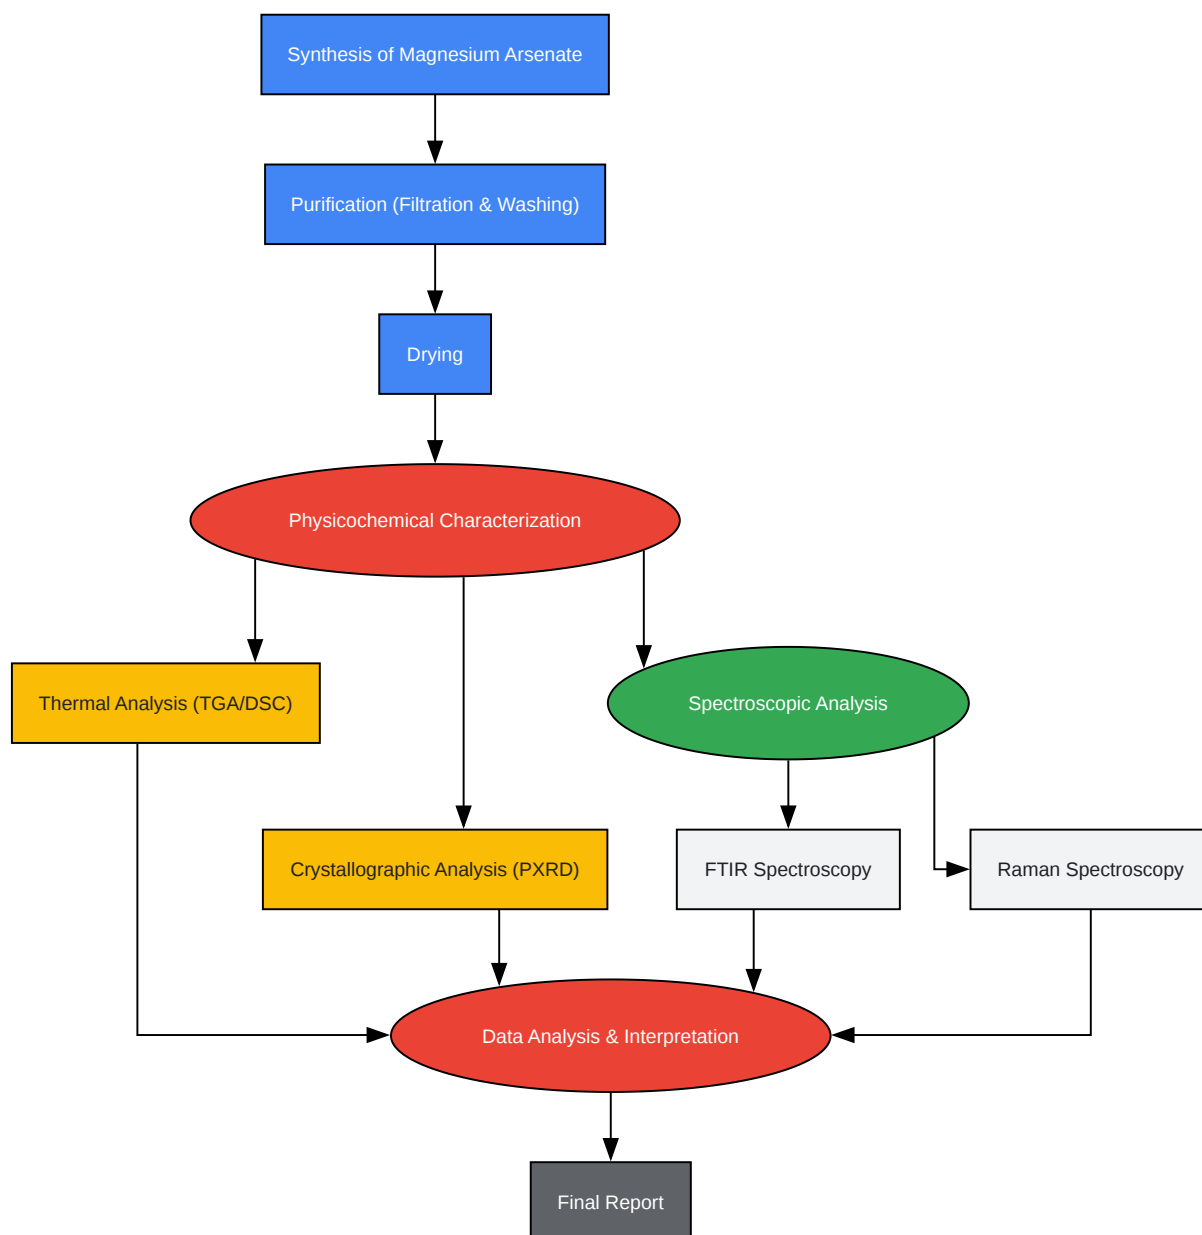 Synthesis of Magnesium Arsenate
Purification (Filtration & Washing)
Drying
Physicochemical Characterization
Thermal Analysis (TGA/DSC)
Spectroscopic Analysis
Crystallographic Analysis (PXRD)
FTIR Spectroscopy
Raman Spectroscopy
Data Analysis & Interpretation
Final Report